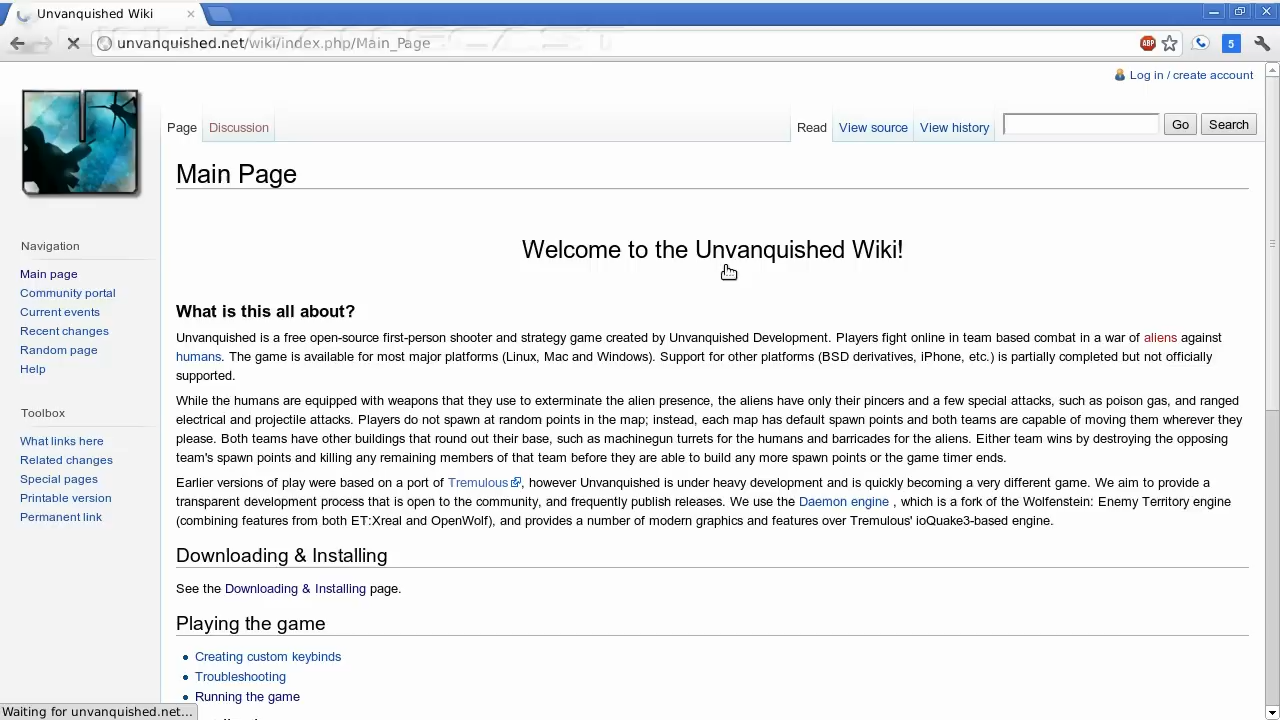 Unvanquished Wiki
unvanquished.net/wiki/index.php/Main_Page
ABP
5
Log in / create account
Page
Discussion
Read
View source
View history
Go
Search
Main Page
Navigation
Main page
Community portal
Current events
Recent changes
Random page
Help
Toolbox
What links here
Related changes
Special pages
Printable version
Permanent link
Welcome to the Unvanquished Wiki!
What is this all about?
Unvanquished is a free open-source first-person shooter and strategy game created by Unvanquished Development. Players fight online in team based combat in a war of aliens against
humans. The game is available for most major platforms (Linux, Mac and Windows). Support for other platforms (BSD derivatives, iPhone, etc.) is partially completed but not officially
supported.
While the humans are equipped with weapons that they use to exterminate the alien presence, the aliens have only their pincers and a few special attacks, such as poison gas, and ranged
electrical and projectile attacks. Players do not spawn at random points in the map; instead, each map has default spawn points and both teams are capable of moving them wherever they
please. Both teams have other buildings that round out their base, such as machinegun turrets for the humans and barricades for the aliens. Either team wins by destroying the opposing
team's spawn points and killing any remaining members of that team before they are able to build any more spawn points or the game timer ends.
Earlier versions of play were based on a port of Tremulous, however Unvanquished is under heavy development and is quickly becoming a very different game. We aim to provide a
transparent development process that is open to the community, and frequently publish releases. We use the Daemon engine , which is a fork of the Wolfenstein: Enemy Territory engine
(combining features from both ET:Xreal and OpenWolf), and provides a number of modern graphics and features over Tremulous' ioQuake3-based engine.
Downloading & Installing
See the Downloading & Installing page.
Playing the game
Creating custom keybinds
Troubleshooting
Running the game
Waiting for unvanquished.net...